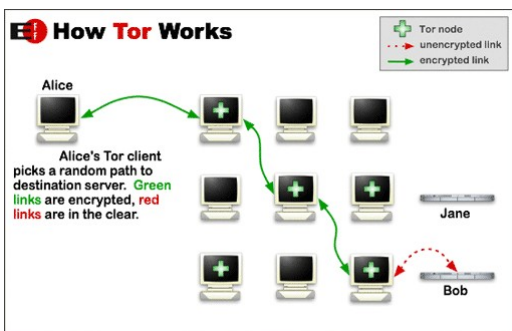 EFF How Tor Works
Tor node
unencrypted link
encrypted link
Alice
Alice's Tor client
picks a random path to
destination server. Green
links are encrypted, red
links are in the clear.
Jane
Bob